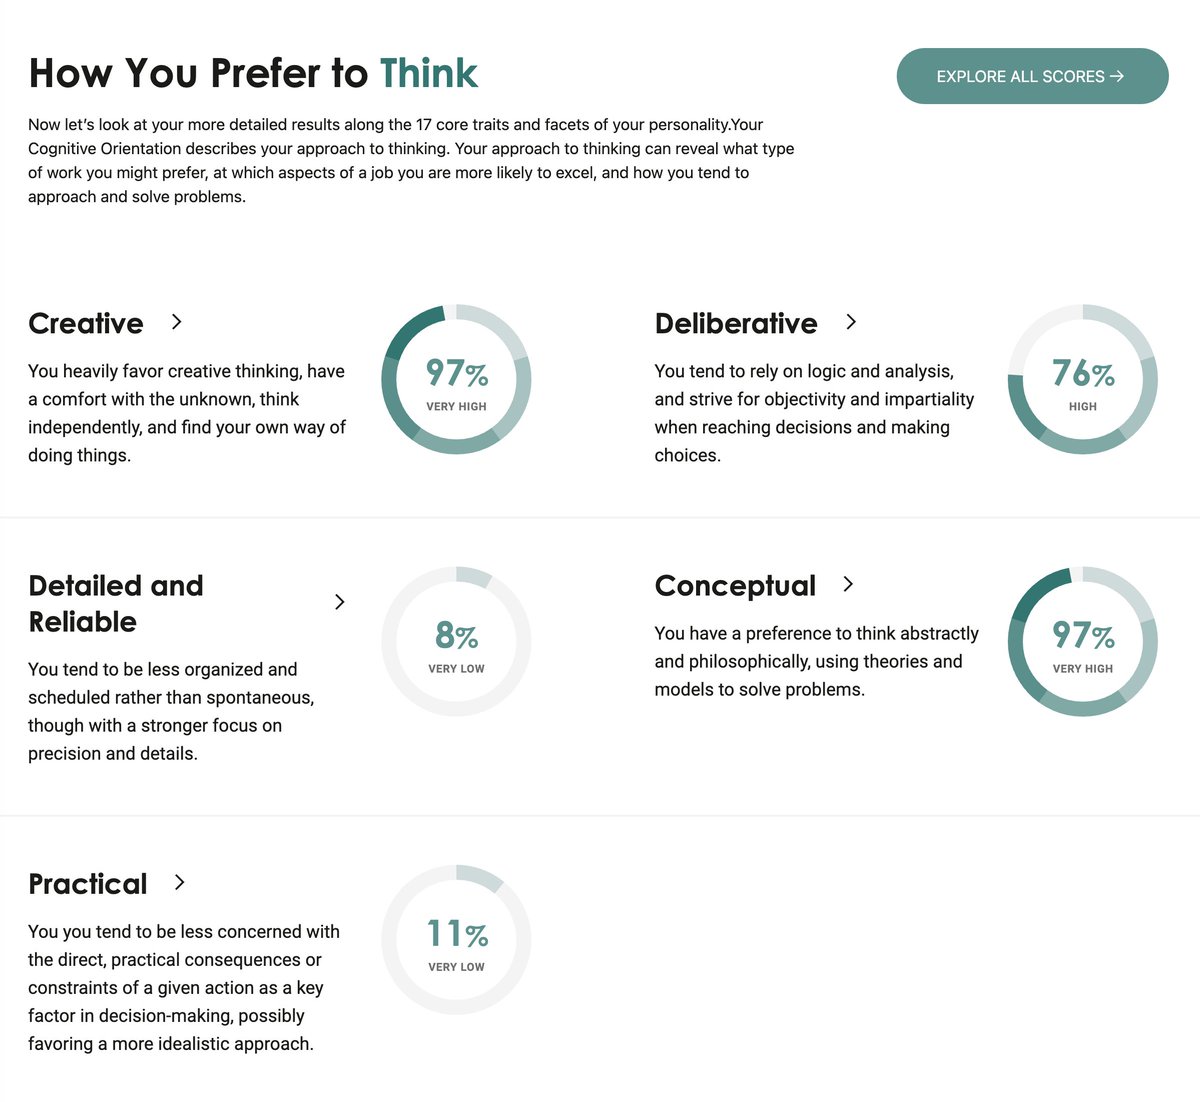 How You Prefer to Think
EXPLORE ALL SCORES →
Now let's look at your more detailed results along the 17 core traits and facets of your personality.Your
Cognitive Orientation describes your approach to thinking. Your approach to thinking can reveal what type
of work you might prefer, at which aspects of a job you are more likely to excel, and how you tend to
approach and solve problems.
Creative
You heavily favor creative thinking, have
a comfort with the unknown, think
independently, and find your own way of
doing things.
97%
VERY HIGH
Deliberative
You tend to rely on logic and analysis,
and strive for objectivity and impartiality
when reaching decisions and making
choices.
76%
HIGH
Detailed and
Reliable
You tend to be less organized and
scheduled rather than spontaneous,
though with a stronger focus on
precision and details.
8%
VERY LOW
Conceptual
You have a preference to think abstractly
and philosophically, using theories and
models to solve problems.
97%
VERY HIGH
Practical
You you tend to be less concerned with
the direct, practical consequences or
constraints of a given action as a key
factor in decision-making, possibly
favoring a more idealistic approach.
11%
VERY LOW